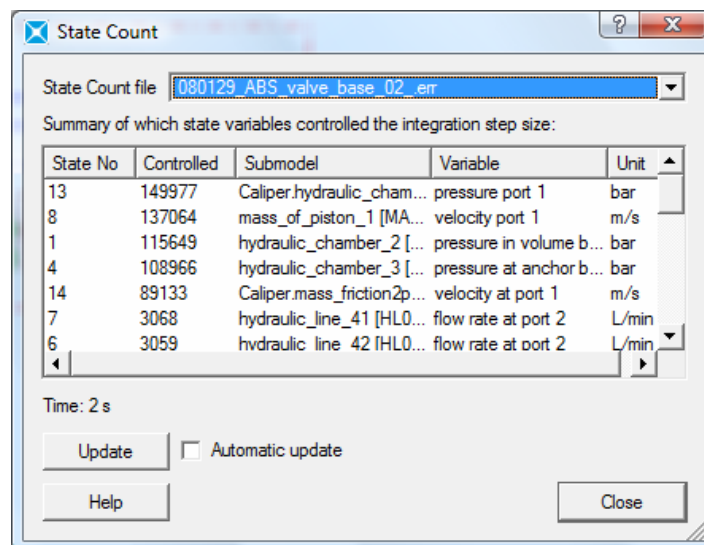 State Count
State Count file 080129_ABS_valve_base_02_.err
Summary of which state variables controlled the integration step size:
State No Controlled Submodel Variable Unit
13 149977 Caliper.hydraulic_cham... pressure port 1 bar
8 137064 mass_of_piston_1 [MA... velocity port 1 m/s
1 115649 hydraulic_chamber_2 [... pressure in volume b... bar
4 108966 hydraulic_chamber_3 [... pressure at anchor b... bar
14 89133 Caliper.mass_friction2p... velocity at port 1 m/s
7 3068 hydraulic_line_41 [HL0... flow rate at port 2 L/min
6 3059 hydraulic_line_42 [HL0... flow rate at port 2 L/min
Time: 2 s
Update Automatic update
Help Close